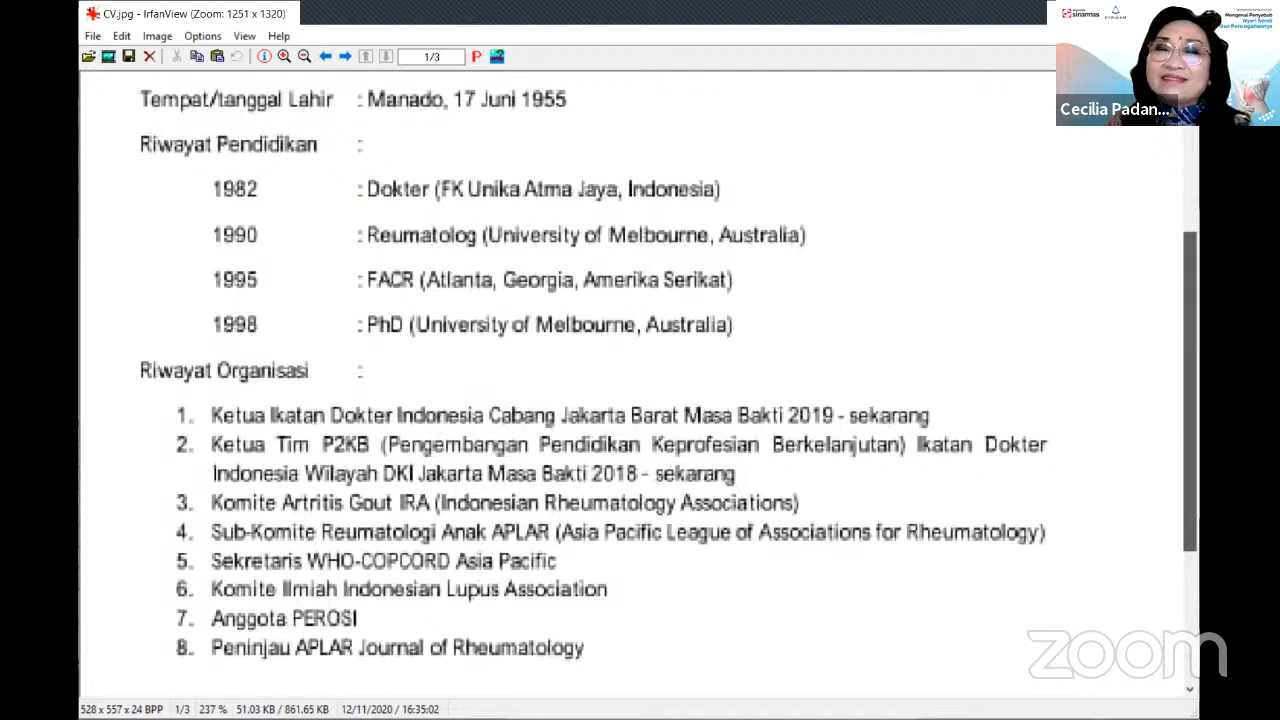 CV.jpg - IrfanView (Zoom: 1251 x 1320)
File Edit Image Options View Help
1/3
P
sinarmas
Mengenal Penyebab
Nyeri Sendi
dan Pencegahannya
Cecilia Padan...
Tempat/tanggal Lahir : Manado, 17 Juni 1955
Riwayat Pendidikan :
1982 : Dokter (FK Unika Atma Jaya, Indonesia)
1990 : Reumatolog (University of Melbourne, Australia)
1995 : FACR (Atlanta, Georgia, Amerika Serikat)
1998 : PhD (University of Melbourne, Australia)
Riwayat Organisasi :
1. Ketua Ikatan Dokter Indonesia Cabang Jakarta Barat Masa Bakti 2019 - sekarang
2. Ketua Tim P2KB (Pengembangan Pendidikan Keprofesian Berkelanjutan) Ikatan Dokter
Indonesia Wilayah DKI Jakarta Masa Bakti 2018 - sekarang
3. Komite Artritis Gout IRA (Indonesian Rheumatology Associations)
4. Sub-Komite Reumatologi Anak APLAR (Asia Pacific League of Associations for Rheumatology)
5. Sekretaris WHO-COPCORD Asia Pacific
6. Komite Ilmiah Indonesian Lupus Association
7. Anggota PEROSI
8. Peninjau APLAR Journal of Rheumatology
zoom
528 x 557 x 24 BPP 1/3 237 % 51.03 KB / 861.65 KB 12/11/2020 / 16:35:02